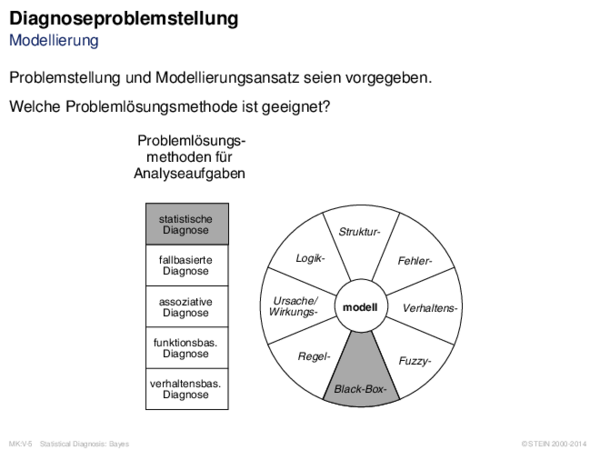 Diagnoseproblemstellung
Modellierung
Problemstellung und Modellierungsansatz seien vorgegeben.
Welche Problemlösungsmethode ist geeignet?
Problemlösungs-
methoden für
Analyseaufgaben
statistische
Diagnose
fallbasierte
Diagnose
assoziative
Diagnose
funktionsbas.
Diagnose
verhaltensbas.
Diagnose
Struktur-
Fehler-
Verhaltens-
Fuzzy-
Black-Box-
Regel-
Ursache/
Wirkungs-
Logik-
modell
MK:V-5 Statistical Diagnosis: Bayes
© STEIN 2000-2014